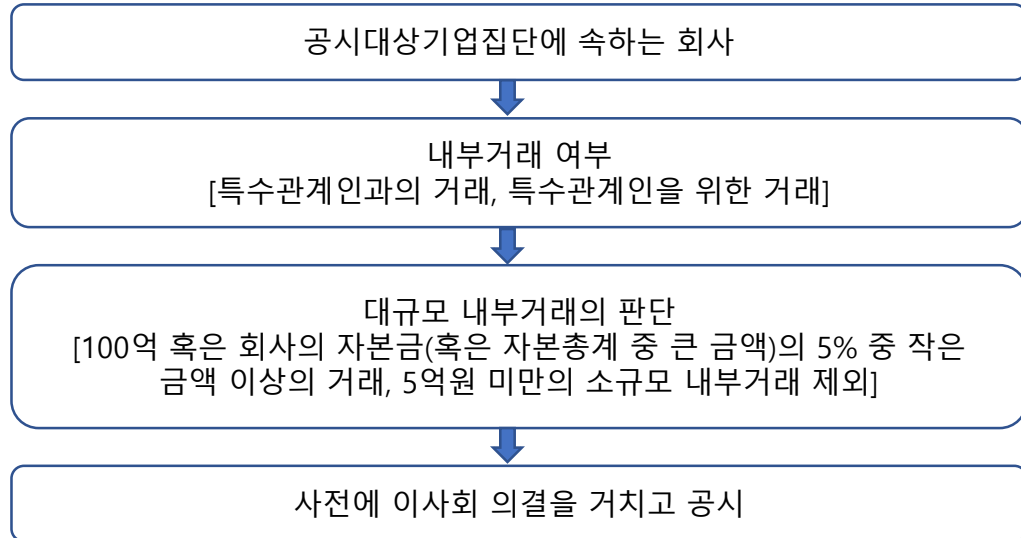 공시대상기업집단에 속하는 회사
내부거래 여부
[특수관계인과의 거래, 특수관계인을 위한 거래]
대규모 내부거래의 판단
[100억 혹은 회사의 자본금(혹은 자본총계 중 큰 금액)의 5% 중 작은
금액 이상의 거래, 5억원 미만의 소규모 내부거래 제외]
사전에 이사회 의결을 거치고 공시